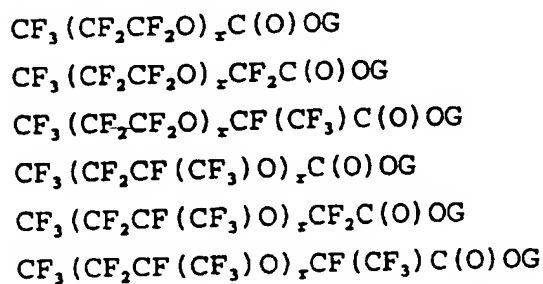 CF₃(CF₂CF₂O)ₓC(O)OG
CF₃(CF₂CF₂O)ₓCF₂C(O)OG
CF₃(CF₂CF₂O)ₓCF(CF₃)C(O)OG
CF₃(CF₂CF(CF₃)O)ₓC(O)OG
CF₃(CF₂CF(CF₃)O)ₓCF₂C(O)OG
CF₃(CF₂CF(CF₃)O)ₓCF(CF₃)C(O)OG